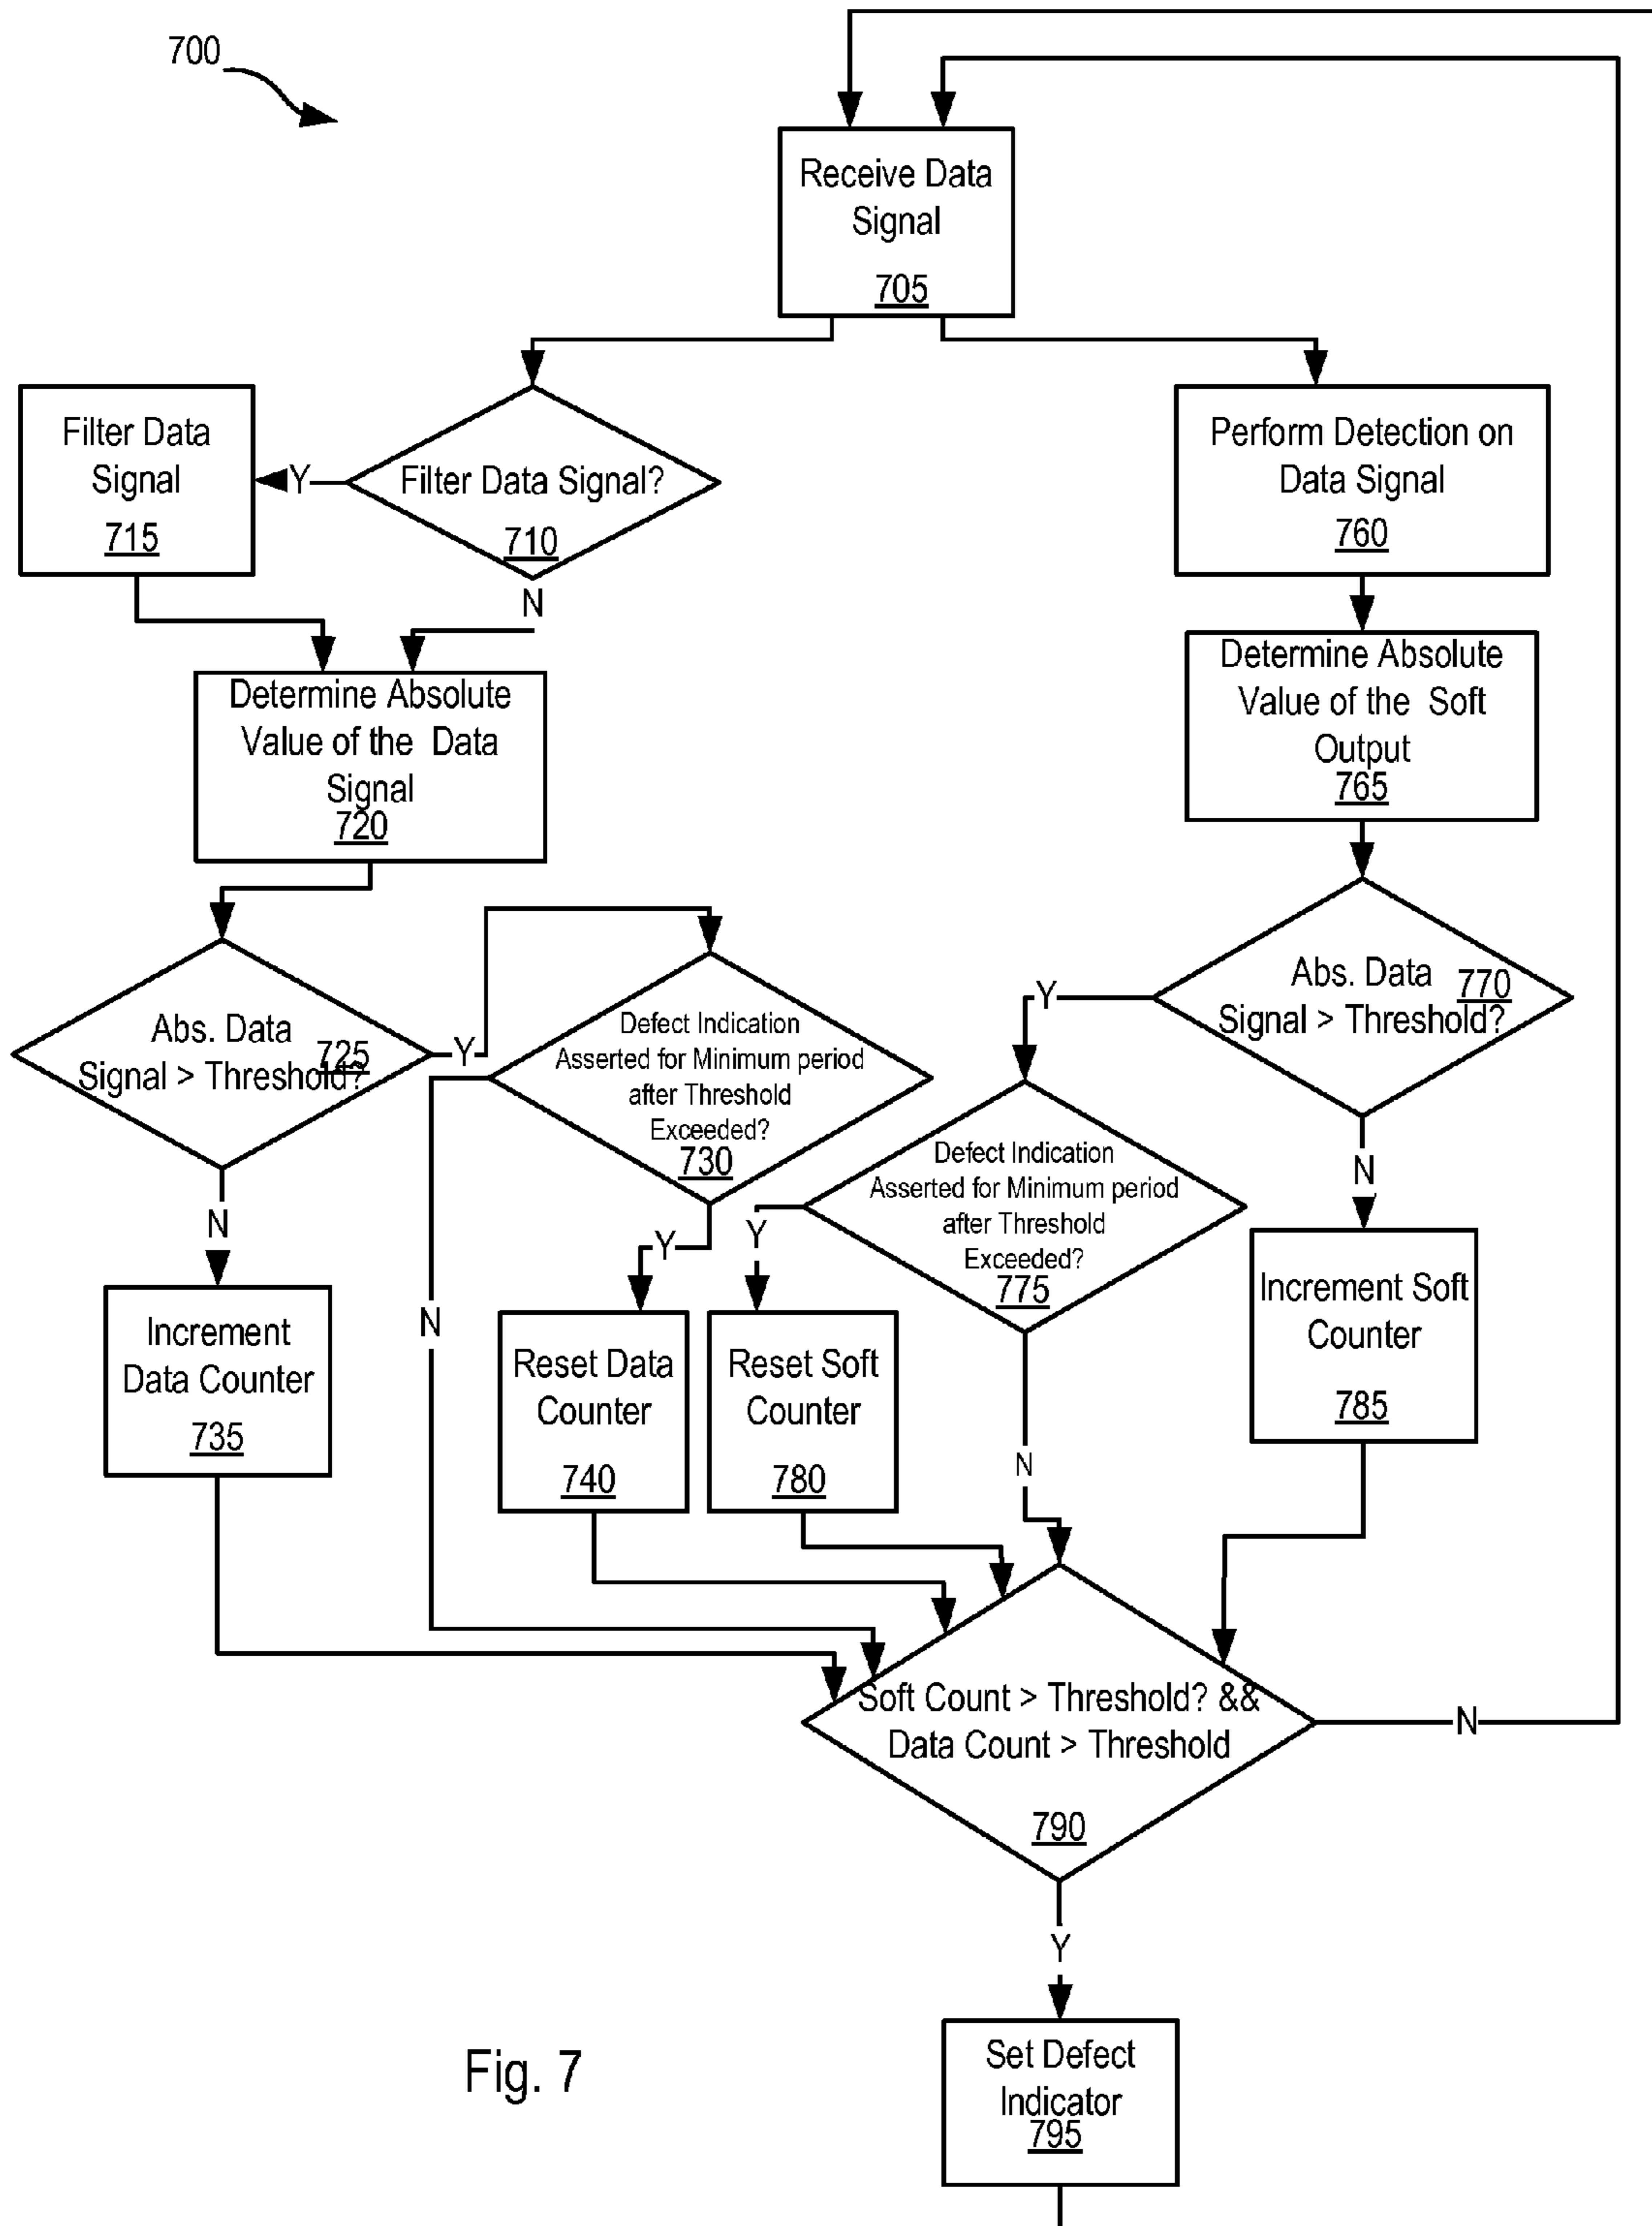 700
Receive Data
Signal
705
Filter Data
Signal
715
Y
Filter Data Signal?
710
N
Perform Detection on
Data Signal
760
Determine Absolute
Value of the Data
Signal
720
Determine Absolute
Value of the Soft
Output
765
Abs. Data
Signal > Threshold?
725
Y
N
Defect Indication
Asserted for Minimum period
after Threshold
Exceeded?
730
Y
N
Abs. Data
Signal > Threshold?
770
Y
N
Defect Indication
Asserted for Minimum period
after Threshold
Exceeded?
775
Y
N
Increment
Data Counter
735
Reset Data
Counter
740
Reset Soft
Counter
780
Increment Soft
Counter
785
Soft Count > Threshold? &&
Data Count > Threshold
790
N
Y
Set Defect
Indicator
795
Fig. 7